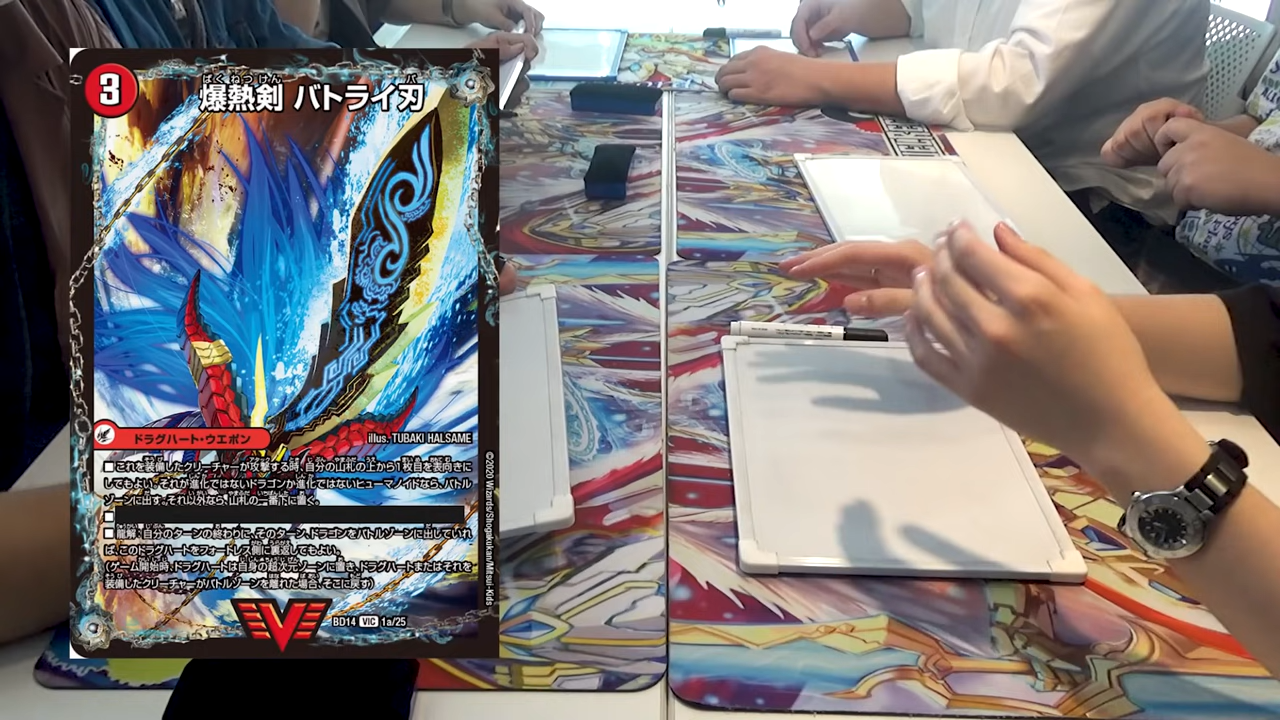 3
ばくねつけん バ
爆熱剣 バトライ刃
ドラグハート・ウエポン
illus. TUBAKI HALSAME
■これを装備したクリーチャーが攻撃する時、自分の山札の上から1枚目を表向きに
してもよい。それが進化ではないドラゴンか進化ではないヒューマノイドなら、バトル
ゾーンに出す。それ以外なら、山札の一番下に置く。
■
■龍解:自分のターンの終わりに、そのターン、ドラゴンをバトルゾーンに出していれ
ば、このドラグハートをフォートレス側に裏返してもよい。
(ゲーム開始時、ドラグハートは自身の超次元ゾーンに置き、ドラグハートまたはそれを
装備したクリーチャーがバトルゾーンを離れた場合、そこに戻す)
BD14 VIC 1a/25
©2020 Wizards/Shogakukan/Mitsui-Kids